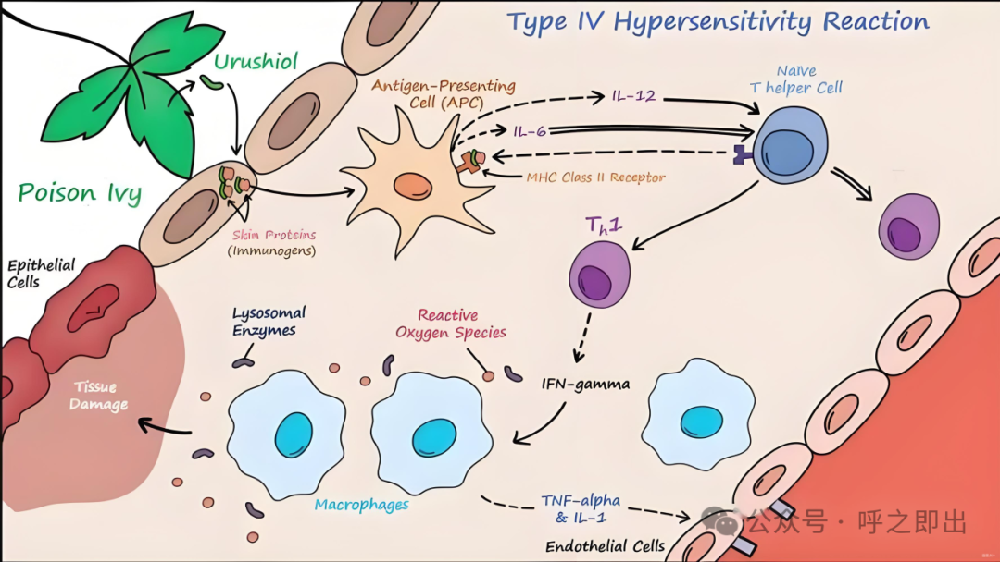 Type IV Hypersensitivity Reaction
Urushiol
Poison Ivy
Antigen-Presenting
Cell (APC)
IL-12
IL-6
Naïve
T helper Cell
MHC Class II Receptor
Skin Proteins
(Immunogens)
Th1
Epithelial
Cells
Lysosomal
Enzymes
Reactive
Oxygen Species
IFN-gamma
Tissue
Damage
Macrophages
TNF-alpha
& IL-1
Endothelial Cells
公众号 · 呼之即出